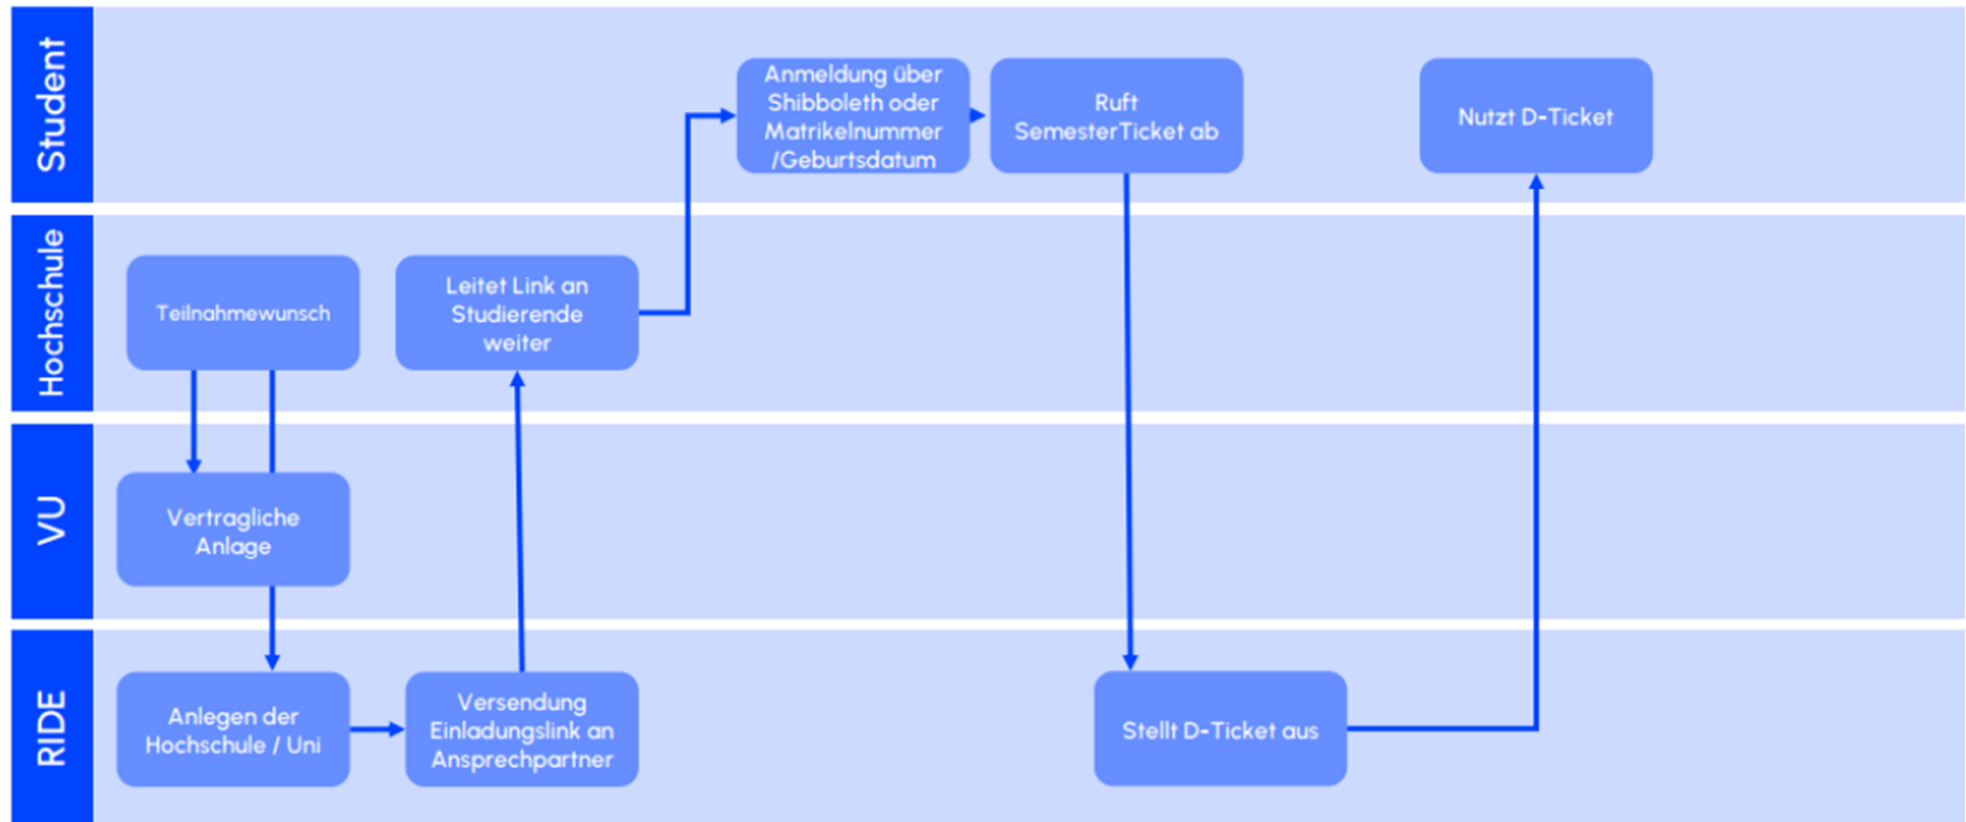 Student
Anmeldung über
Shibboleth oder
Matrikelnummer
/Geburtsdatum
Ruft
SemesterTicket ab
Nutzt D-Ticket
Hochschule
Teilnahmewunsch
Leitet Link an
Studierende
weiter
VU
Vertragliche
Anlage
RIDE
Anlegen der
Hochschule / Uni
Versendung
Einladungslink an
Ansprechpartner
Stellt D-Ticket aus